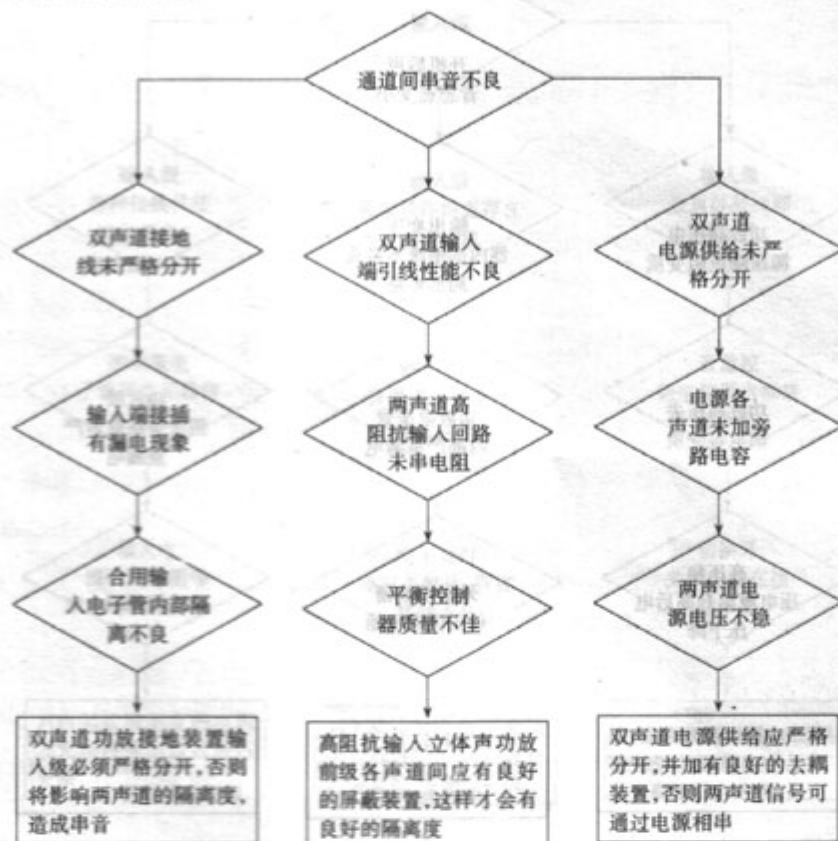 通道间串音不良
双声道接地
线未严格分开
双声道输入
端引线性能不良
双声道
电源供给未严
格分开
输入端接插
有漏电现象
两声道高
阻抗输入回路
未串电阻
电源各
声道未加旁
路电容
合用输
入电子管内部隔
离不良
平衡控制
器质量不佳
两声道电
源电压不稳
双声道功放接地装置输
入级必须严格分开,否则
将影响两声道的隔离度、
造成串音
高阻抗输入立体声功放
前级各声道间应有良好
的屏蔽装置,这样才会有
良好的隔离度
双声道电源供给应严格
分开,并加有良好的去耦
装置,否则两声道信号可
通过电源相串